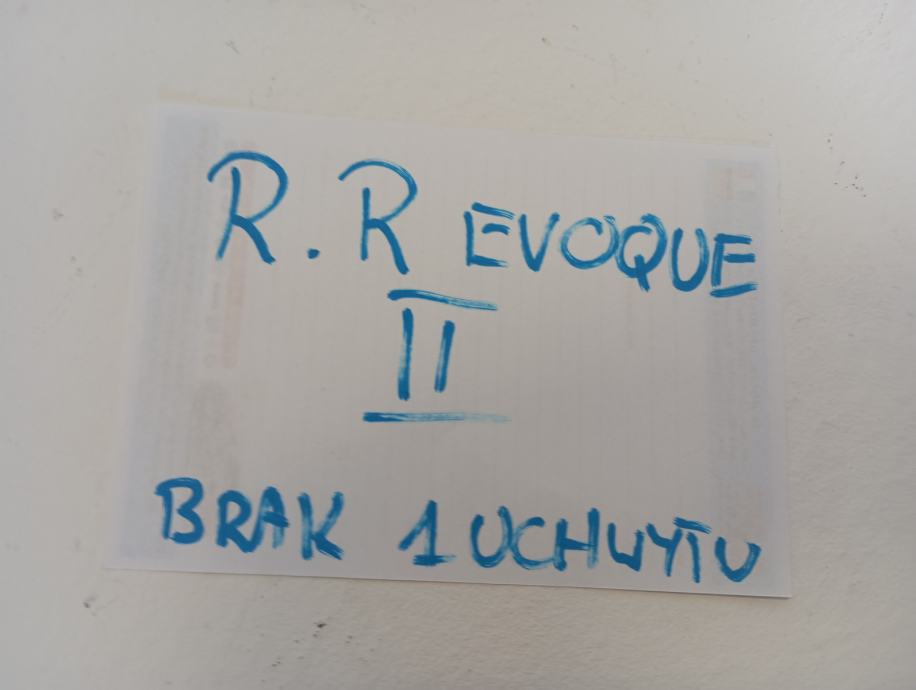 R.R EVOQUE
II
BRAK 1 UCHWYTU